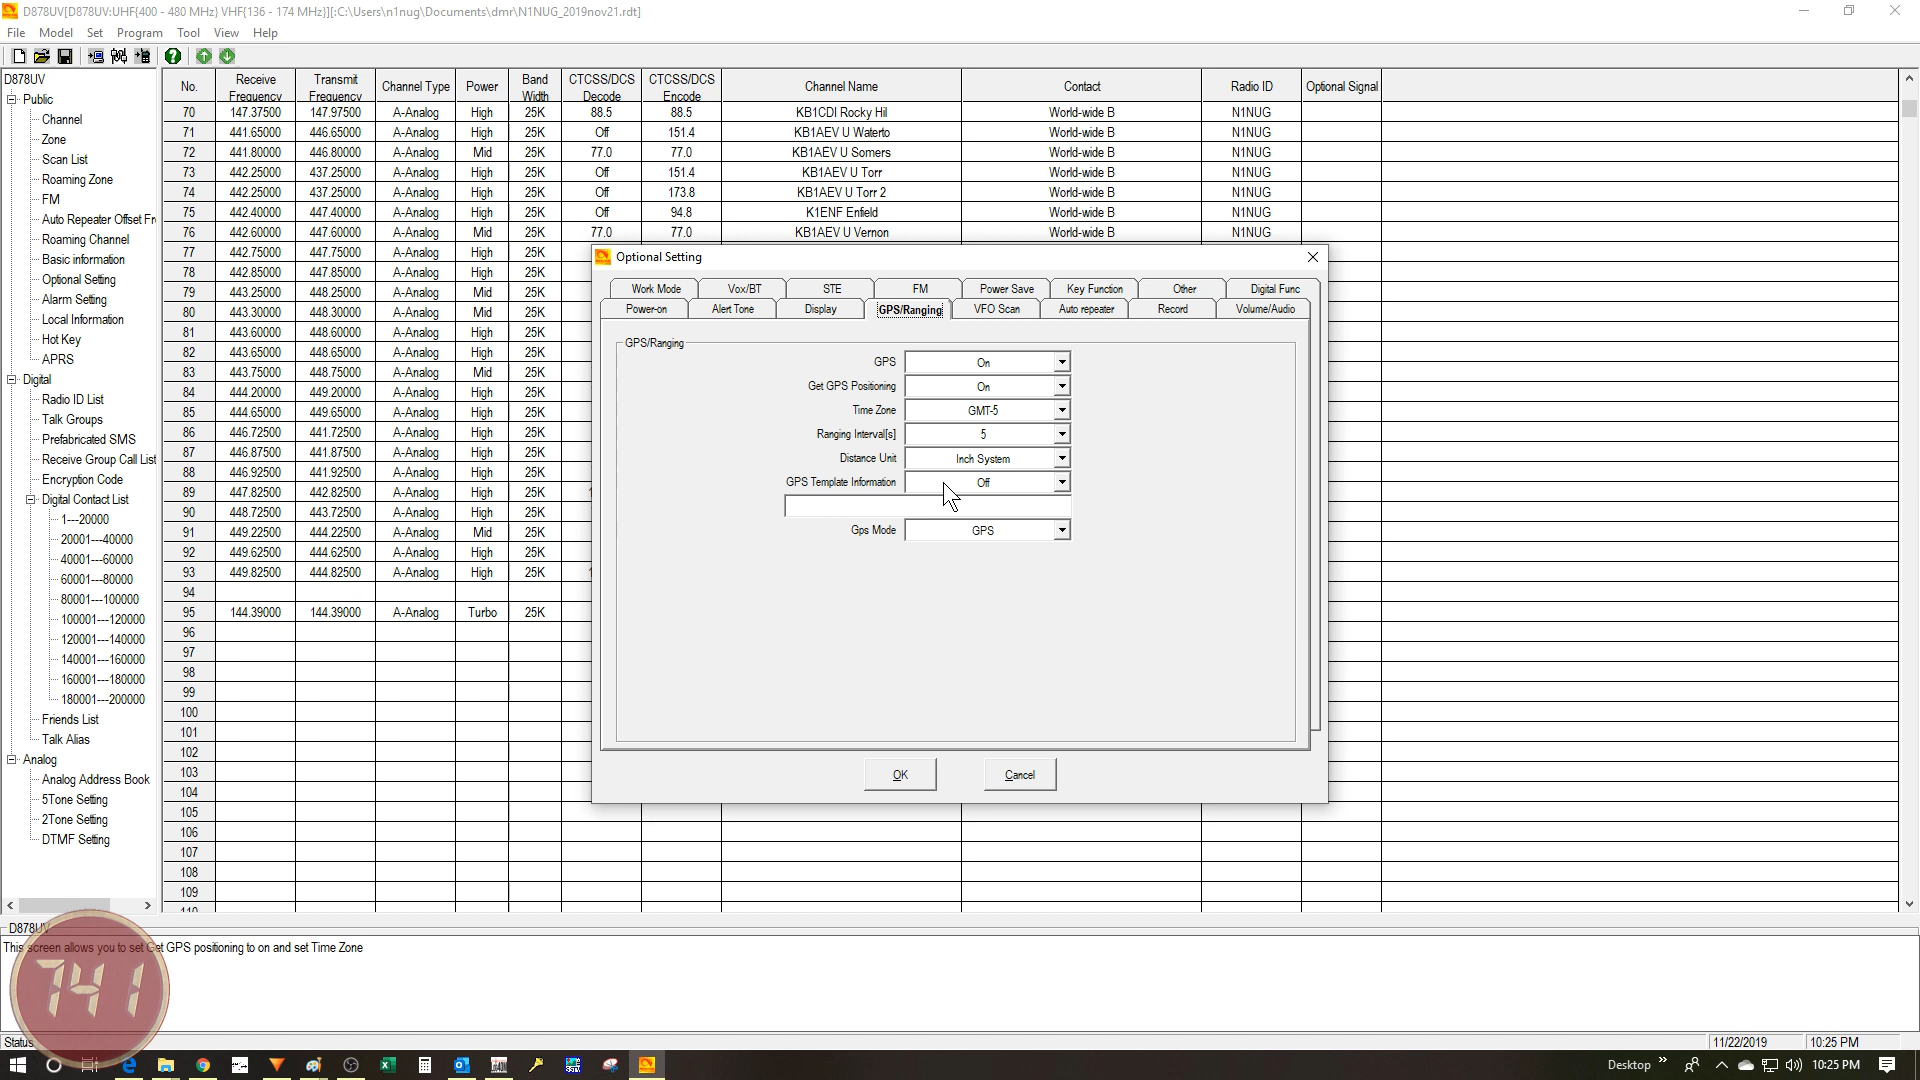 D878UV[D878UV:UHF{400 - 480 MHz} VHF{136 - 174 MHz}][:C:\Users\n1nug\Documents\dmr\N1NUG_2019nov21.rdt]
File Model Set Program Tool View Help
D878UV
Public
Channel
Zone
Scan List
Roaming Zone
FM
Auto Repeater Offset Fr
Roaming Channel
Basic information
Optional Setting
Alarm Setting
Local Information
Hot Key
APRS
Digital
Radio ID List
Talk Groups
Prefabricated SMS
Receive Group Call List
Encryption Code
Digital Contact List
1---20000
20001---40000
40001---60000
60001---80000
80001---100000
100001---120000
120001---140000
140001---160000
160001---180000
180001---200000
Friends List
Talk Alias
Analog
Analog Address Book
5Tone Setting
2Tone Setting
DTMF Setting
No. Receive Frequency Transmit Frequency Channel Type Power Band Width CTCSS/DCS Decode CTCSS/DCS Encode Channel Name Contact Radio ID Optional Signal
70 147.37500 147.97500 A-Analog High 25K 88.5 88.5 KB1CDI Rocky Hil World-wide B N1NUG
71 441.65000 446.65000 A-Analog High 25K Off 151.4 KB1AEV U Waterto World-wide B N1NUG
72 441.80000 446.80000 A-Analog Mid 25K 77.0 77.0 KB1AEV U Somers World-wide B N1NUG
73 442.25000 437.25000 A-Analog High 25K Off 151.4 KB1AEV U Torr World-wide B N1NUG
74 442.25000 437.25000 A-Analog High 25K Off 173.8 KB1AEV U Torr 2 World-wide B N1NUG
75 442.40000 447.40000 A-Analog High 25K Off 94.8 K1ENF Enfield World-wide B N1NUG
76 442.60000 447.60000 A-Analog Mid 25K 77.0 77.0 KB1AEV U Vernon World-wide B N1NUG
77 442.75000 447.75000 A-Analog High 25K
78 442.85000 447.85000 A-Analog High 25K
79 443.25000 448.25000 A-Analog Mid 25K
80 443.30000 448.30000 A-Analog Mid 25K
81 443.60000 448.60000 A-Analog High 25K
82 443.65000 448.65000 A-Analog High 25K
83 443.75000 448.75000 A-Analog Mid 25K
84 444.20000 449.20000 A-Analog High 25K
85 444.65000 449.65000 A-Analog High 25K
86 446.72500 441.72500 A-Analog High 25K
87 446.87500 441.87500 A-Analog High 25K
88 446.92500 441.92500 A-Analog High 25K
89 447.82500 442.82500 A-Analog High 25K
90 448.72500 443.72500 A-Analog High 25K
91 449.22500 444.22500 A-Analog Mid 25K
92 449.62500 444.62500 A-Analog High 25K
93 449.82500 444.82500 A-Analog High 25K
94
95 144.39000 144.39000 A-Analog Turbo 25K
96
97
98
99
100
101
102
103
104
105
106
107
108
109
110
Optional Setting
Work Mode Vox/BT STE FM Power Save Key Function Other Digital Func
Power-on Alert Tone Display GPS/Ranging VFO Scan Auto repeater Record Volume/Audio
GPS/Ranging
GPS On
Get GPS Positioning On
Time Zone GMT-5
Ranging Interval[s] 5
Distance Unit Inch System
GPS Template Information Off
Gps Mode GPS
OK Cancel
D878UV
This screen allows you to set Get GPS positioning to on and set Time Zone
741
Status
11/22/2019 10:25 PM
Desktop 10:25 PM